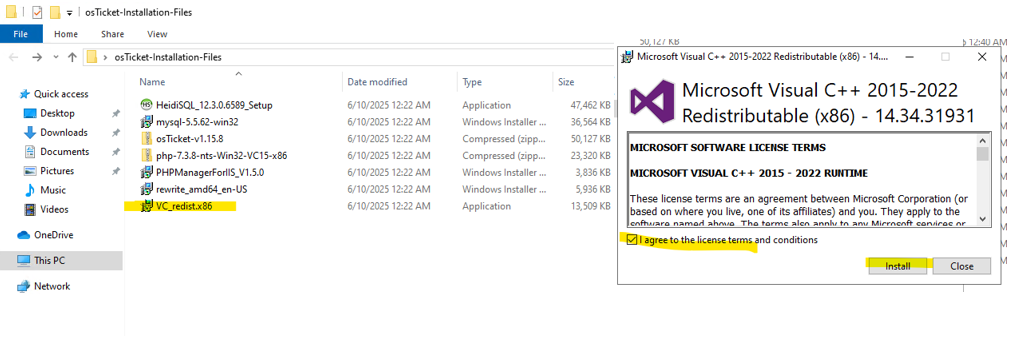 osTicket-Installation-Files
File Home Share View
osTicket-Installation-Files
Quick access
Desktop
Downloads
Documents
Pictures
Music
Videos
OneDrive
This PC
Network
Name Date modified Type Size
HeidiSQL_12.3.0.6589_Setup 6/10/2025 12:22 AM Application 47,462 KB
mysql-5.5.62-win32 6/10/2025 12:22 AM Windows Installer ... 36,564 KB
osTicket-v1.15.8 6/10/2025 12:22 AM Compressed (zipp... 50,127 KB
php-7.3.8-nts-Win32-VC15-x86 6/10/2025 12:22 AM Compressed (zipp... 23,320 KB
PHPManagerForIIS_V1.5.0 6/10/2025 12:22 AM Windows Installer ... 3,836 KB
rewrite_amd64_en-US 6/10/2025 12:22 AM Windows Installer ... 5,936 KB
VC_redist.x86 6/10/2025 12:22 AM Application 13,509 KB
50,127 KB
12:40 AM
Microsoft Visual C++ 2015-2022 Redistributable (x86) - 14....
Microsoft Visual C++ 2015-2022
Redistributable (x86) - 14.34.31931
MICROSOFT SOFTWARE LICENSE TERMS
MICROSOFT VISUAL C++ 2015 - 2022 RUNTIME
These license terms are an agreement between Microsoft Corporation (or
based on where you live, one of its affiliates) and you. They apply to the
software named above. The terms also apply to any Microsoft services or
I agree to the license terms and conditions
Install Close